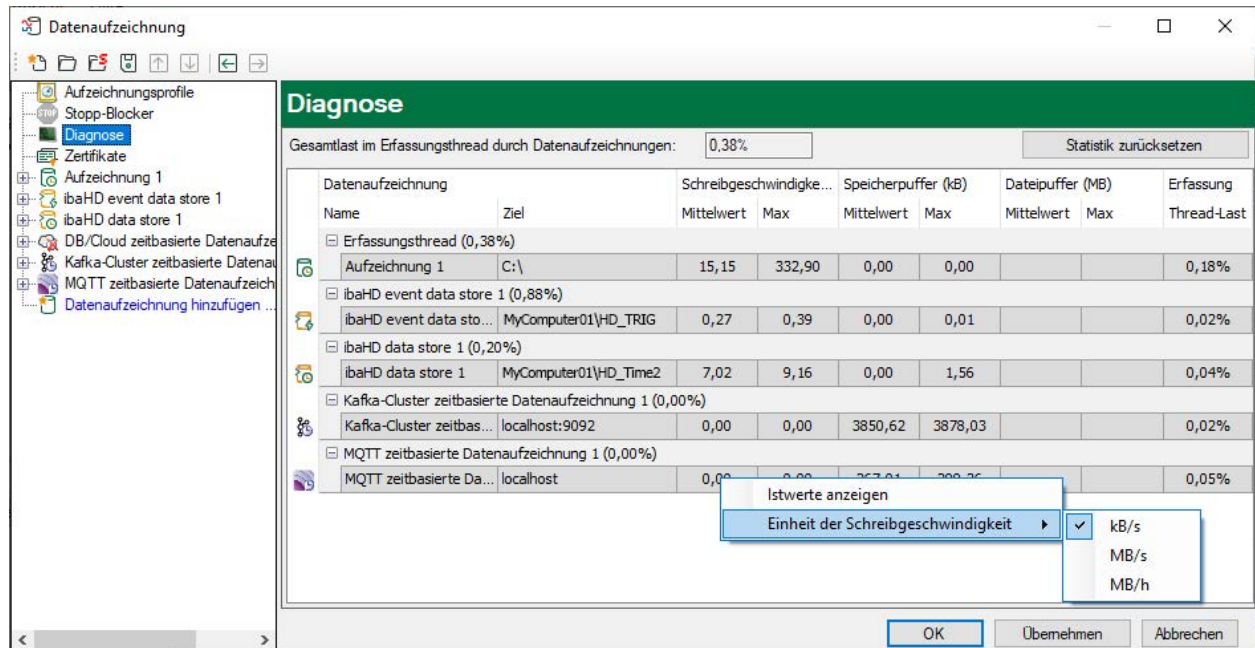 Datenaufzeichnung
Aufzeichnungsprofile
STOP Stopp-Blocker
Diagnose
Zertifikate
Aufzeichnung 1
ibaHD event data store 1
ibaHD data store 1
DB/Cloud zeitbasierte Datenaufze
Kafka-Cluster zeitbasierte Datenau
MQTT zeitbasierte Datenaufzeich
Datenaufzeichnung hinzufügen ...
Diagnose
Gesamtlast im Erfassungsthread durch Datenaufzeichnungen: 0,38% Statistik zurücksetzen
Datenaufzeichnung Schreibgeschwindigke... Speicherpuffer (kB) Dateipuffer (MB) Erfassung
Name Ziel Mittelwert Max Mittelwert Max Mittelwert Max Thread-Last
Erfassungsthread (0,38%)
Aufzeichnung 1 C:\ 15,15 332,90 0,00 0,00 0,18%
ibaHD event data store 1 (0,88%)
ibaHD event data sto... MyComputer01\HD_TRIG 0,27 0,39 0,00 0,01 0,02%
ibaHD data store 1 (0,20%)
ibaHD data store 1 MyComputer01\HD_Time2 7,02 9,16 0,00 1,56 0,04%
Kafka-Cluster zeitbasierte Datenaufzeichnung 1 (0,00%)
Kafka-Cluster zeitbas... localhost:9092 0,00 0,00 3850,62 3878,03 0,02%
MQTT zeitbasierte Datenaufzeichnung 1 (0,00%)
MQTT zeitbasierte Da... localhost 0,05%
Istwerte anzeigen
Einheit der Schreibgeschwindigkeit
kB/s
MB/s
MB/h
OK Übernehmen Abbrechen